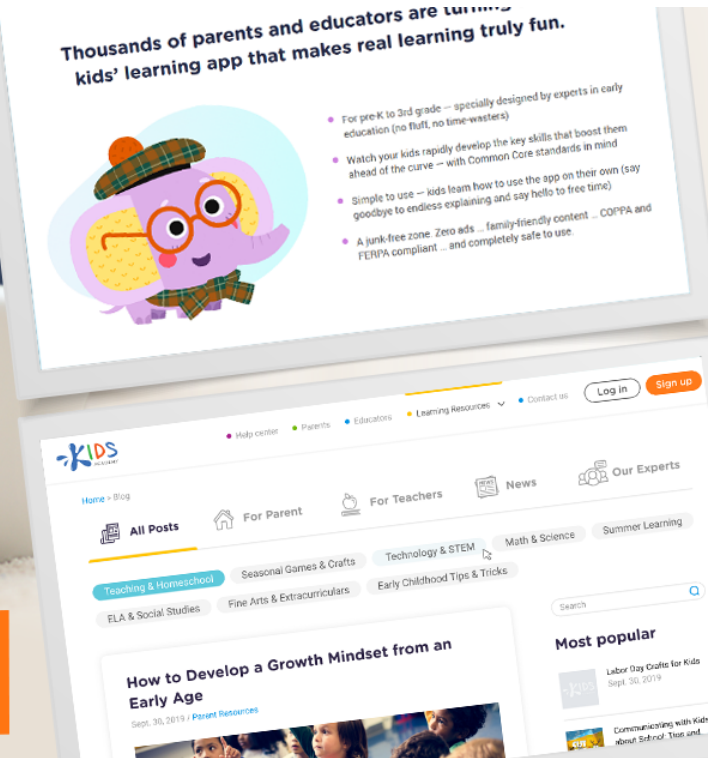 Thousands of parents and educators are
kids' learning app that makes real learning truly fun.
For pre-K to 3rd grade — specially designed by experts in early
education (no fluff, no time-wasters)
Watch your kids rapidly develop the key skills that boost them
ahead of the curve — with Common Core standards in mind
Simple to use — kids learn how to use the app on their own (say
goodbye to endless explaining and say hello to free time)
A junk-free zone. Zero ads ... family-friendly content ... COPPA and
FERPA compliant ... and completely safe to use.
KIDS
ACADEMY
Help center
Parents
Educators
Learning Resources
Contact us
Log in
Sign up
Home > Blog
All Posts
For Parent
For Teachers
News
Our Experts
Teaching & Homeschool
Seasonal Games & Crafts
Technology & STEM
Math & Science
Summer Learning
ELA & Social Studies
Fine Arts & Extracurriculars
Early Childhood Tips & Tricks
Search
How to Develop a Growth Mindset from an
Early Age
Sept. 30, 2019 / Parent Resources
Most popular
Labor Day Crafts for Kids
Sept. 30, 2019
Communicating with Kids
about School: Tips and